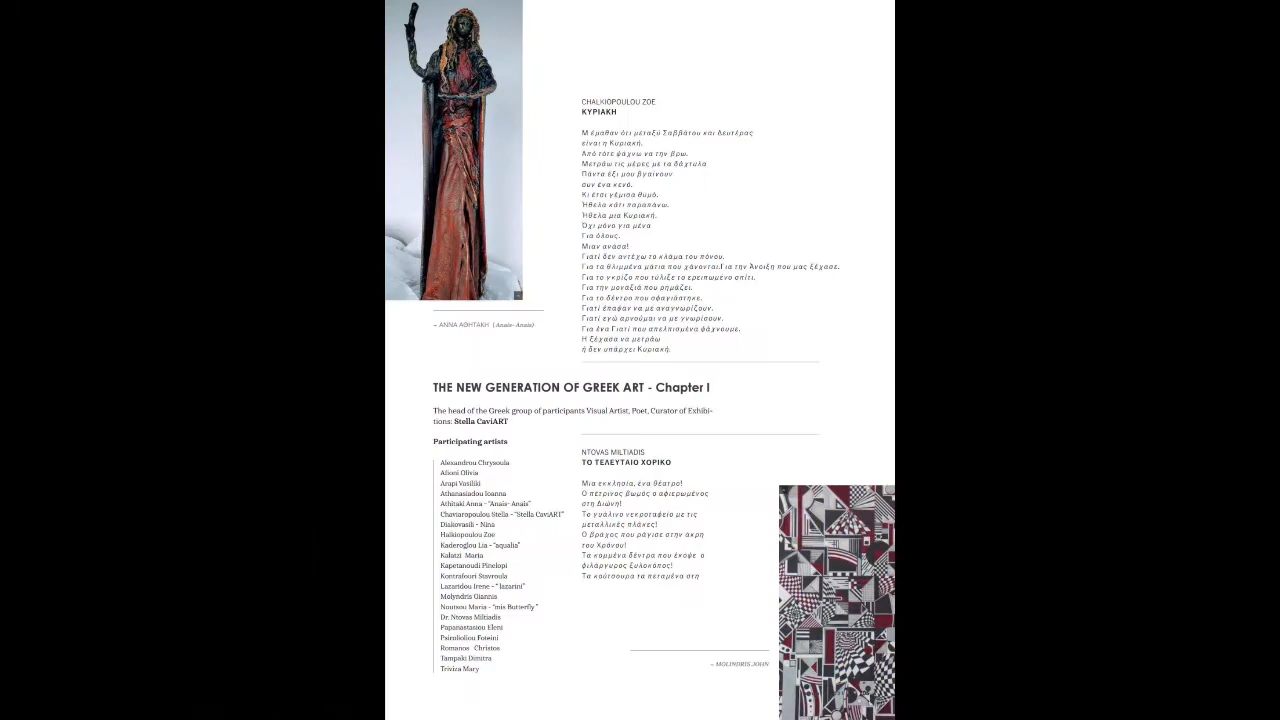 CHALKIOPOULOU ZOE
ΚΥΡΙΑΚΗ
Μ έμαθαν ότι μεταξύ Σαββάτου και Δευτέρας
είναι η Κυριακή.
Από τότε ψάχνω να την βρω.
Μετράω τις μέρες με τα δάχτυλα
Πάντα έξι μου βγαίνουν
συν ένα κενό.
Κι έτσι γέμισα θυμό.
Ήθελα κάτι παραπάνω.
Ήθελα μια Κυριακή.
Όχι μόνο για μένα
Για όλους.
Μιαν ανάσα!
Γιατί δεν αντέχω το κλάμα του πόνου.
Για τα θλιμμένα μάτια που χάνονται.Για την Άνοιξη που μας ξέχασε.
Για το γκρίζο που τύλιξε το ερειπωμένο σπίτι.
Για την μοναξιά που ρημάζει.
Για το δέντρο που σφαγιάστηκε.
Γιατί έπαψαν να με αναγνωρίζουν.
Γιατί εγώ αρνούμαι να με γνωρίσουν.
Για ένα Γιατί που απελπισμένα ψάχνουμε.
Η ξέχασα να μετράω
ή δεν υπάρχει Κυριακή.
~ ΑΝΝΑ ΑΘΗΤΑΚΗ (Anais- Anais)
THE NEW GENERATION OF GREEK ART - Chapter I
The head of the Greek group of participants Visual Artist, Poet, Curator of Exhibi-
tions: Stella CaviART
Participating artists
Alexandrou Chrysoula
Afioni Olivia
Arapi Vasiliki
Athanasiadou Ioanna
Athitaki Anna - "Anais- Anais"
Chaviaropoulou Stella - "Stella CaviART"
Diakovasili - Nina
Halkiopoulou Zoe
Kaderoglou Lia - "aqualia"
Kalatzi Maria
Kapetanoudi Pinelopi
Kontrafouri Stavroula
Lazaridou Irene - "lazarini"
Molyndris Giannis
Noutsou Maria - "mis Butterfly"
Dr. Ntovas Miltiadis
Papanastasiou Eleni
Psirolioliou Foteini
Romanos Christos
Tampaki Dimitra
Triviza Mary
NTOVAS MILTIADIS
ΤΟ ΤΕΛΕΥΤΑΙΟ ΧΟΡΙΚΟ
Μια εκκλησία, ένα θέατρο!
Ο πέτρινος βωμός ο αφιερωμένος
στη Διώνη!
Το γυάλινο νεκροταφείο με τις
μεταλλικές πλάκες!
Ο βράχος που ράγισε στην άκρη
του Χρόνου!
Τα κομμένα δέντρα που έκοψε ο
φιλάργυρος ξυλοκόπος!
Τα κούτσουρα τα πεταμένα στη
~ MOLINDRIS JOHN